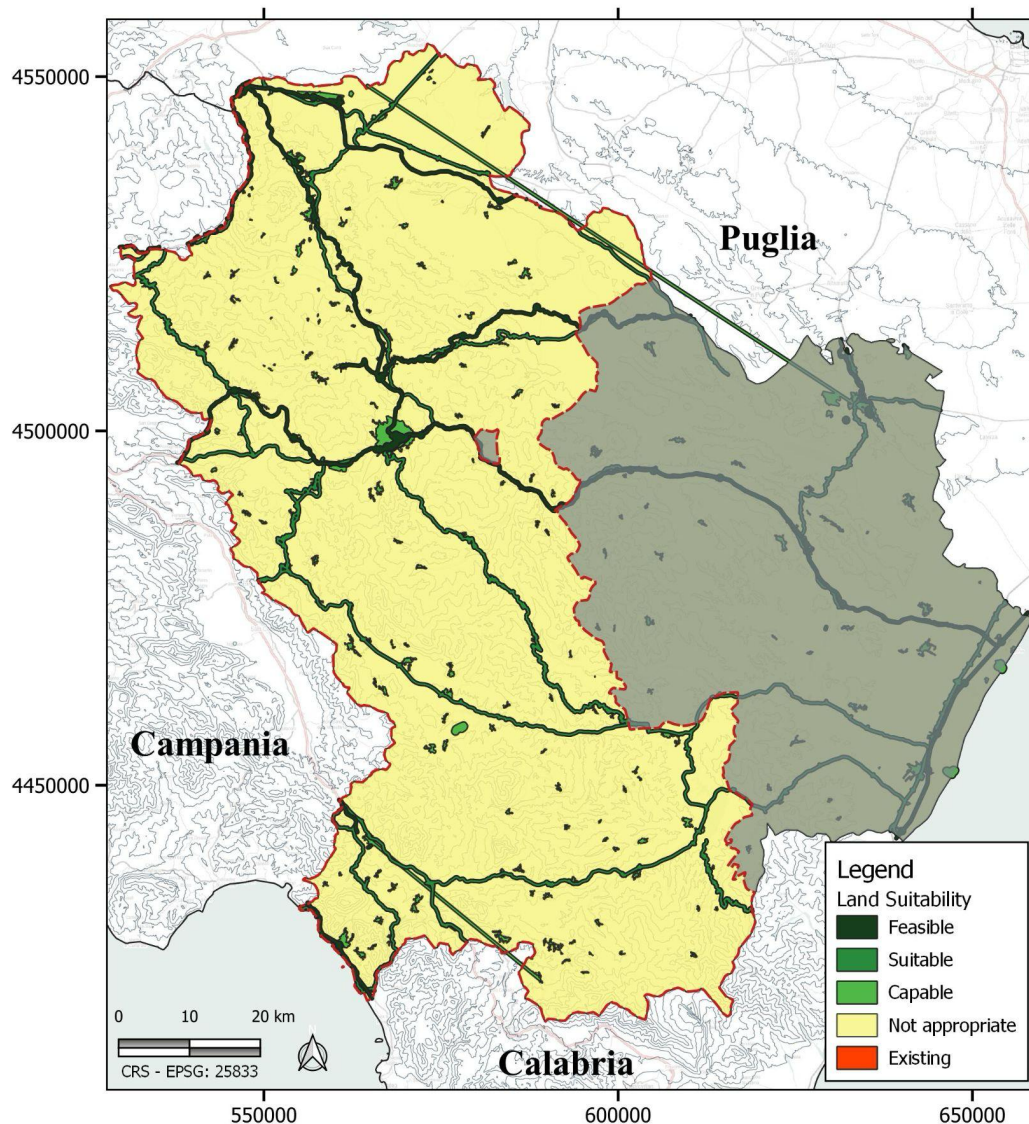 4550000
Puglia
4500000
Campania
4450000
Legend
Land Suitability
Feasible
Suitable
Capable
Not appropriate
Existing
0 10 20 km
CRS - EPSG: 25833
Calabria
550000 600000 650000